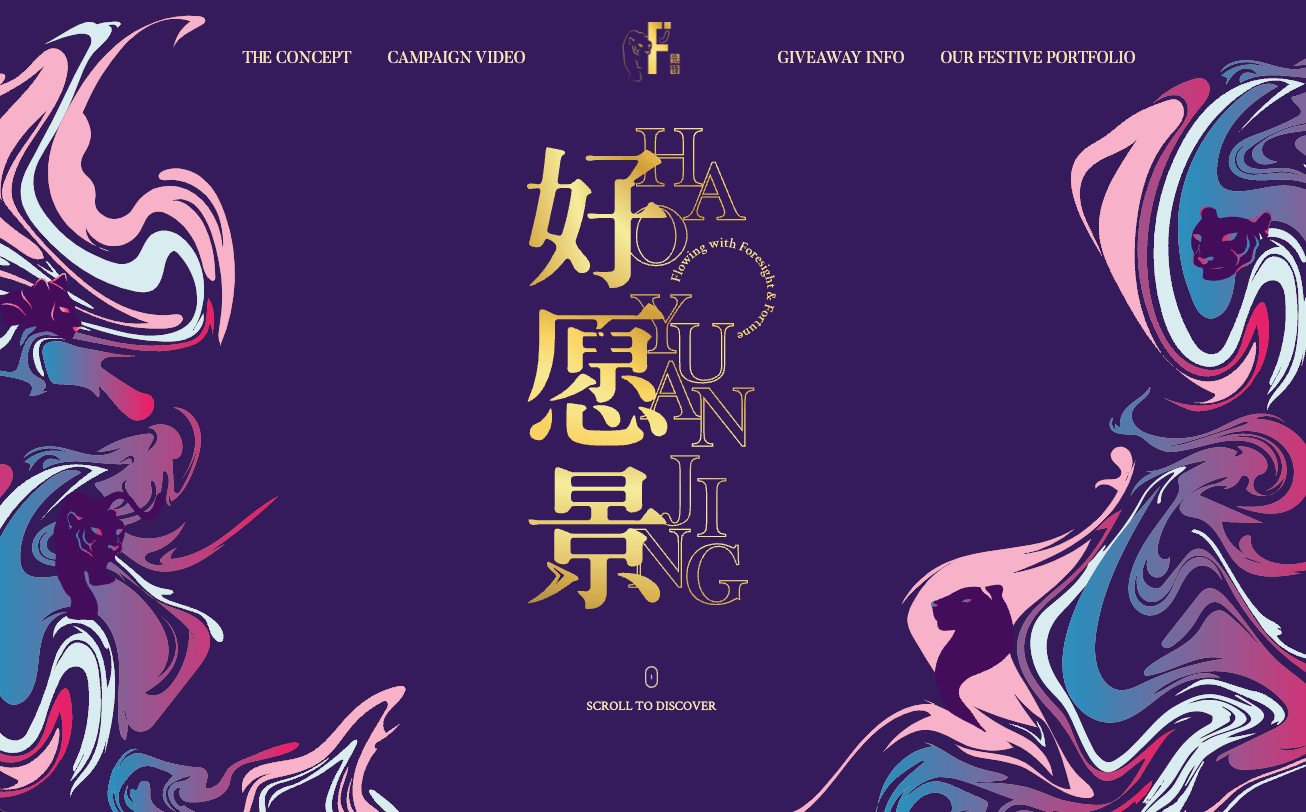 THE CONCEPT
CAMPAIGN VIDEO
F
GIVEAWAY INFO
OUR FESTIVE PORTFOLIO
好愿景
HAO
YUAN
JING
Flowing with Foresight & Fortune
SCROLL TO DISCOVER